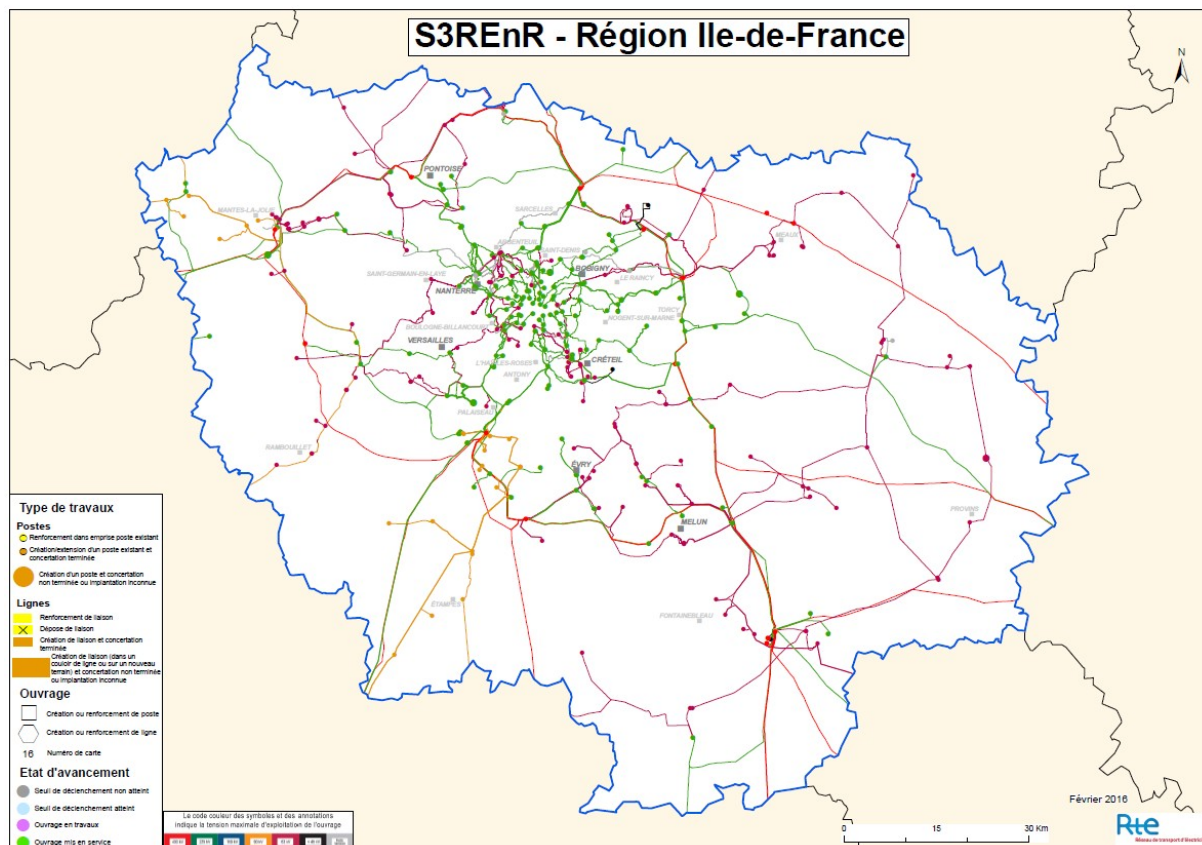 S3REnR - Région Ile-de-France
N
PONTOISE
MANTES-LA-JOLIE
SARCELLES
ARGENTEUIL
SAINT-DENIS
MEAUX
SAINT-GERMAIN-EN-LAYE
BOBIGNY
LE RAINCY
NANTERRE
TORCY
NOGENT-SUR-MARNE
BOULOGNE-BILLANCOURT
VERSAILLES
L'HAY-LES-ROSES
CRÉTEIL
ANTONY
PALAISEAU
RAMBOUILLET
ÉVRY
MELUN
PROVINS
ÉTAMPES
FONTAINEBLEAU
Type de travaux
Postes
Renforcement dans emprise poste existant
Création/extension d'un poste existant et
concertation terminée
Création d'un poste et concertation
non terminée ou implantation inconnue
Lignes
Renforcement de liaison
Dépose de liaison
Création de liaison et concertation
terminée
Création de liaison (dans un
couloir de ligne ou sur un nouveau
terrain) et concertation non terminée
ou implantation inconnue
Ouvrage
Création ou renforcement de poste
Création ou renforcement de ligne
16 Numéro de carte
Etat d'avancement
Seuil de déclenchement non atteint
Seuil de déclenchement atteint
Ouvrage en travaux
Ouvrage mis en service
Le code couleur des symboles et des annotations
indique la tension maximale d'exploitation de l'ouvrage
Février 2016
0 15 30 Km
Rte
Réseau de transport d'électricité